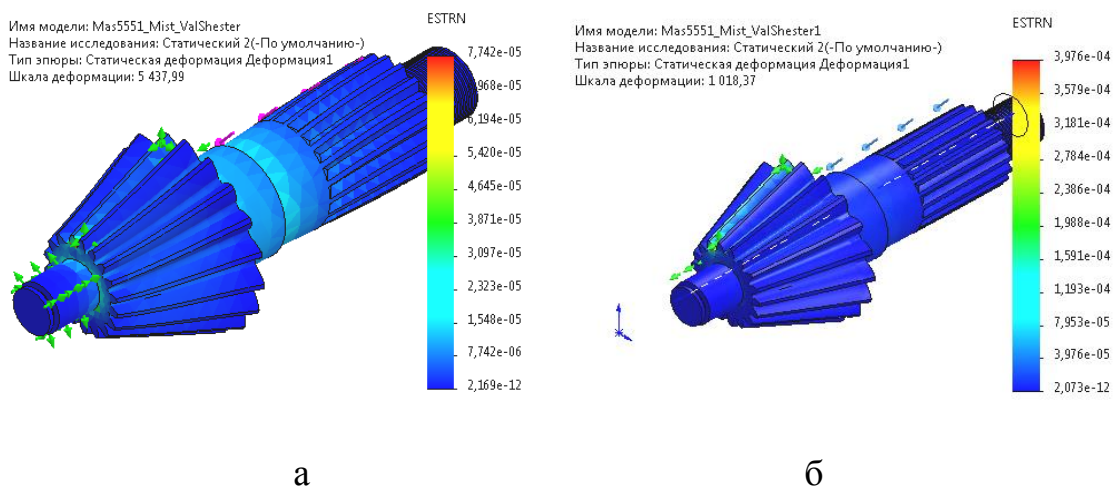 Имя модели: Mas5551_Mist_ValShester
Название исследования: Статический 2(-По умолчанию-)
Тип эпюры: Статическая деформация Деформация1
Шкала деформации: 5 437,99
ESTRN
7,742e-05
,968e-05
6,194e-05
5,420e-05
4,645e-05
3,871e-05
3,097e-05
2,323e-05
1,548e-05
7,742e-06
2,169e-12
а
Имя модели: Mas5551_Mist_ValShester1
Название исследования: Статический 2(-По умолчанию-)
Тип эпюры: Статическая деформация Деформация1
Шкала деформации: 1 018,37
ESTRN
3,976e-04
3,579e-04
3,181e-04
2,784e-04
2,386e-04
1,988e-04
1,591e-04
1,193e-04
7,953e-05
3,976e-05
2,073e-12
б